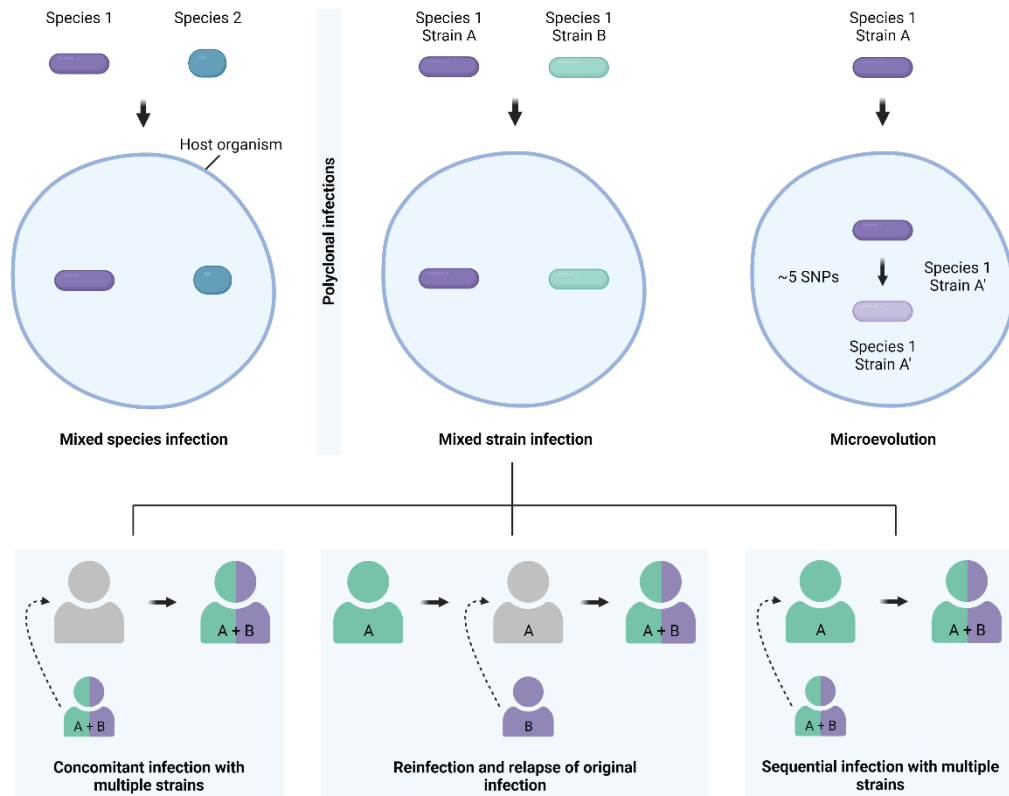 Species 1
Species 2
Host organism
Mixed species infection
Polyclonal infections
Species 1
Strain A
Species 1
Strain B
Mixed strain infection
Species 1
Strain A
~5 SNPs
Species 1
Strain A'
Species 1
Strain A'
Microevolution
A + B
A + B
Concomitant infection with
multiple strains
A
A
A + B
B
Reinfection and relapse of original
infection
A
A + B
A + B
Sequential infection with multiple
strains